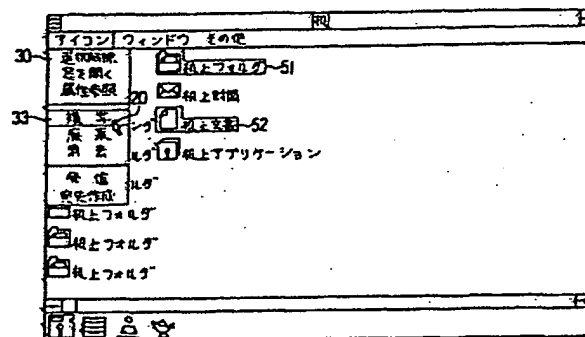 アイコン ウィンドウ その他
30 選択解除
窓を開く
属性参照
机上フォルダ 51
机上封筒
20
33 複写
机上文書 52
廃棄
消去
机上アプリケーション
発信
宛先作成
机上フォルダ
机上フォルダ
机上フォルダ